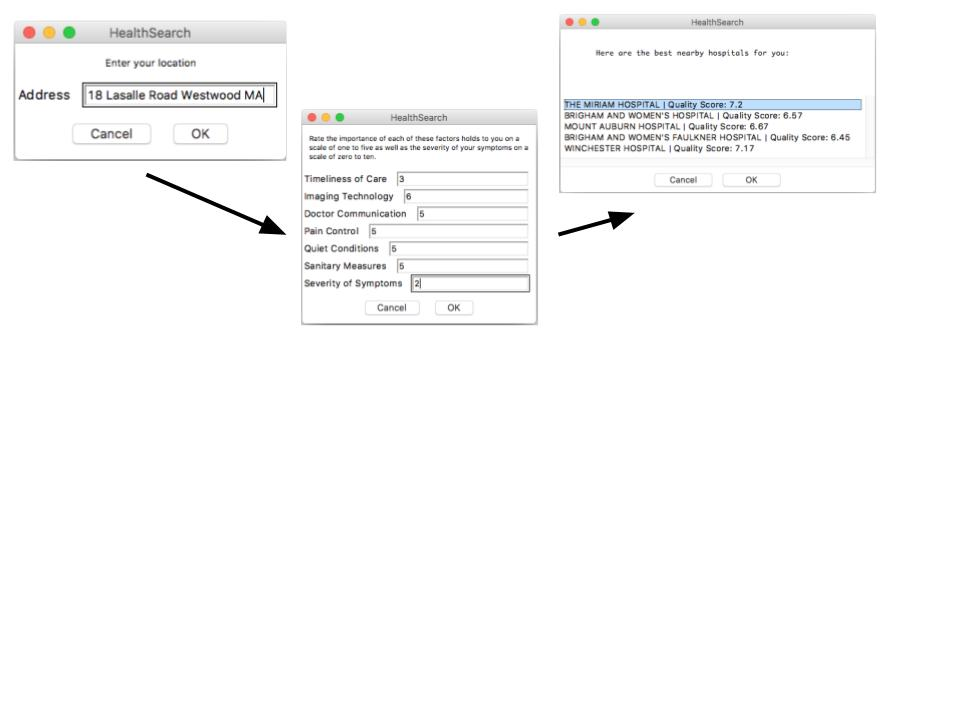 HealthSearch
Enter your location
Address 18 Lasalle Road Westwood MA
Cancel OK
HealthSearch
Rate the importance of each of these factors holds to you on a
scale of one to five as well as the severity of your symptoms on a
scale of zero to ten.
Timeliness of Care 3
Imaging Technology 6
Doctor Communication 5
Pain Control 5
Quiet Conditions 5
Sanitary Measures 5
Severity of Symptoms 2
Cancel OK
HealthSearch
Here are the best nearby hospitals for you:
THE MIRIAM HOSPITAL | Quality Score: 7.2
BRIGHAM AND WOMEN'S HOSPITAL | Quality Score: 6.57
MOUNT AUBURN HOSPITAL | Quality Score: 6.67
BRIGHAM AND WOMEN'S FAULKNER HOSPITAL | Quality Score: 6.45
WINCHESTER HOSPITAL | Quality Score: 7.17
Cancel OK